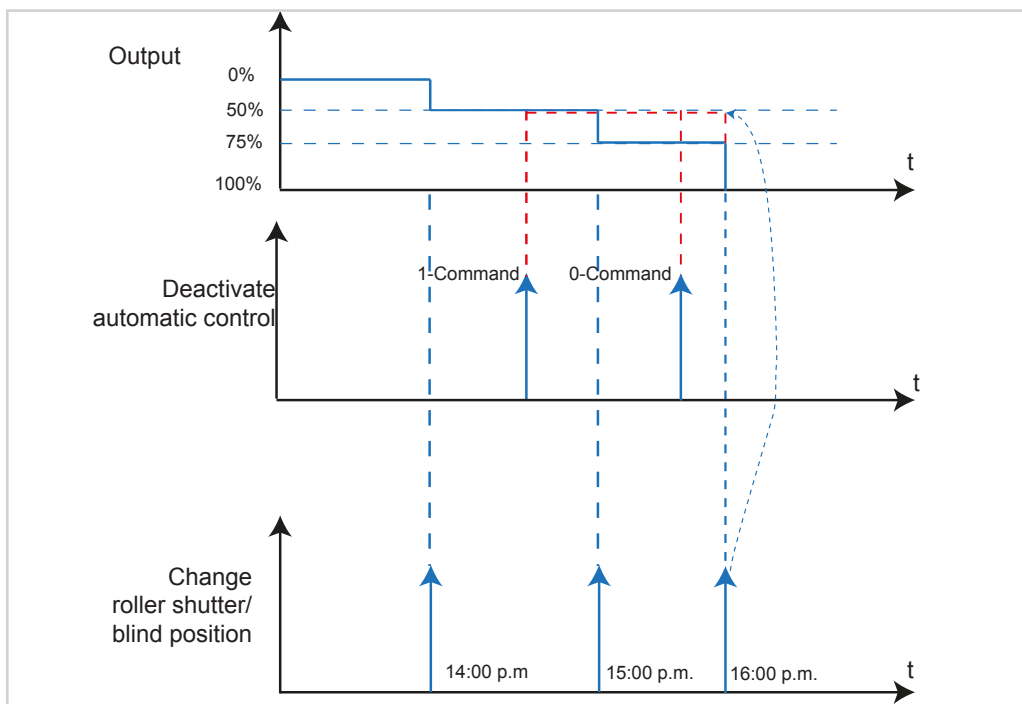 Output
0%
50%
75%
100%
t
1-Command
0-Command
Deactivate
automatic control
t
Change
roller shutter/
blind position
14:00 p.m
15:00 p.m.
16:00 p.m.
t